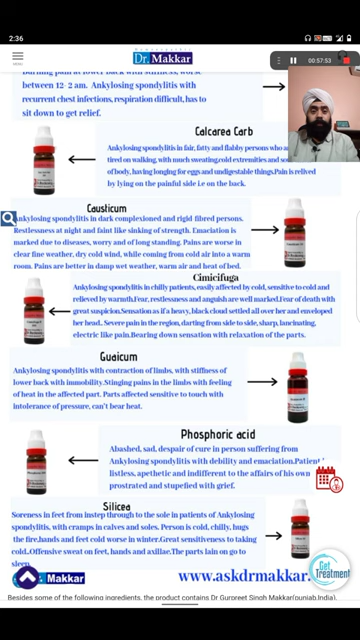 2:36
00:57:53
Dr. Makkar
Burning pain at lower back with stiffness, worse
between 12-2 am. Ankylosing spondylitis with
recurrent chest infections, respiration difficult, has to
sit down to get relief.
Calcarea Carb
Ankylosing spondylitis in fair, fatty and flabby persons who
tired on walking, with much sweating,cold extremities and
of body, having longing for eggs and undigestable things.Pain is relived
by lying on the painful side i.e on the back.
Causticum
Ankylosing spondylitis in dark complexioned and rigid fibred persons.
Restlessness at night and faint like sinking of strength. Emaciation is
marked due to diseases, worry and of long standing. Pains are worse in
clear fine weather, dry cold wind, while coming from cold air into a warm
room. Pains are better in damp wet weather, warm air and heat of bed.
Cimicifuga
Ankylosing spondylitis in chilly patients, easily affected by cold, sensitive to cold and
relieved by warmth.Fear, restlessness and anguish are well marked.Fear of death with
great suspicion.Sensation as if a heavy, black cloud settled all over her and enveloped
her head.. Severe pain in the region, darting from side to side, sharp, lancinating,
electric like pain.Bearing down sensation with relaxation of the parts.
Guaicum
Ankylosing spondylitis with contraction of limbs, with stiffness of
lower back with immobility. Stinging pains in the limbs with feeling
of heat in the affected part. Parts affected sensitive to touch with
intolerance of pressure, can't bear heat.
Phosphoric acid
Abashed, sad, despair of cure in person suffering from
Ankylosing spondylitis with debility and emaciation.Patient
listless, apethetic and indifferent to the affairs of his own
prostrated and stupefied with grief.
Silicea
Soreness in feet from instep through to the sole in patients of Ankylosing
spondylitis, with cramps in calves and soles. Person is cold, chilly, hugs
the fire,hands and feet cold worse in winter.Great sensitiveness to taking
cold..Offensive sweat on feet, hands and axillae.The parts lain on go to
sleep
Makkar
www.askdrmakkar.
Get
Treatment
Besides some of the following ingredients, the product contains Dr Gurpreet Singh Makkar(punjab,India).